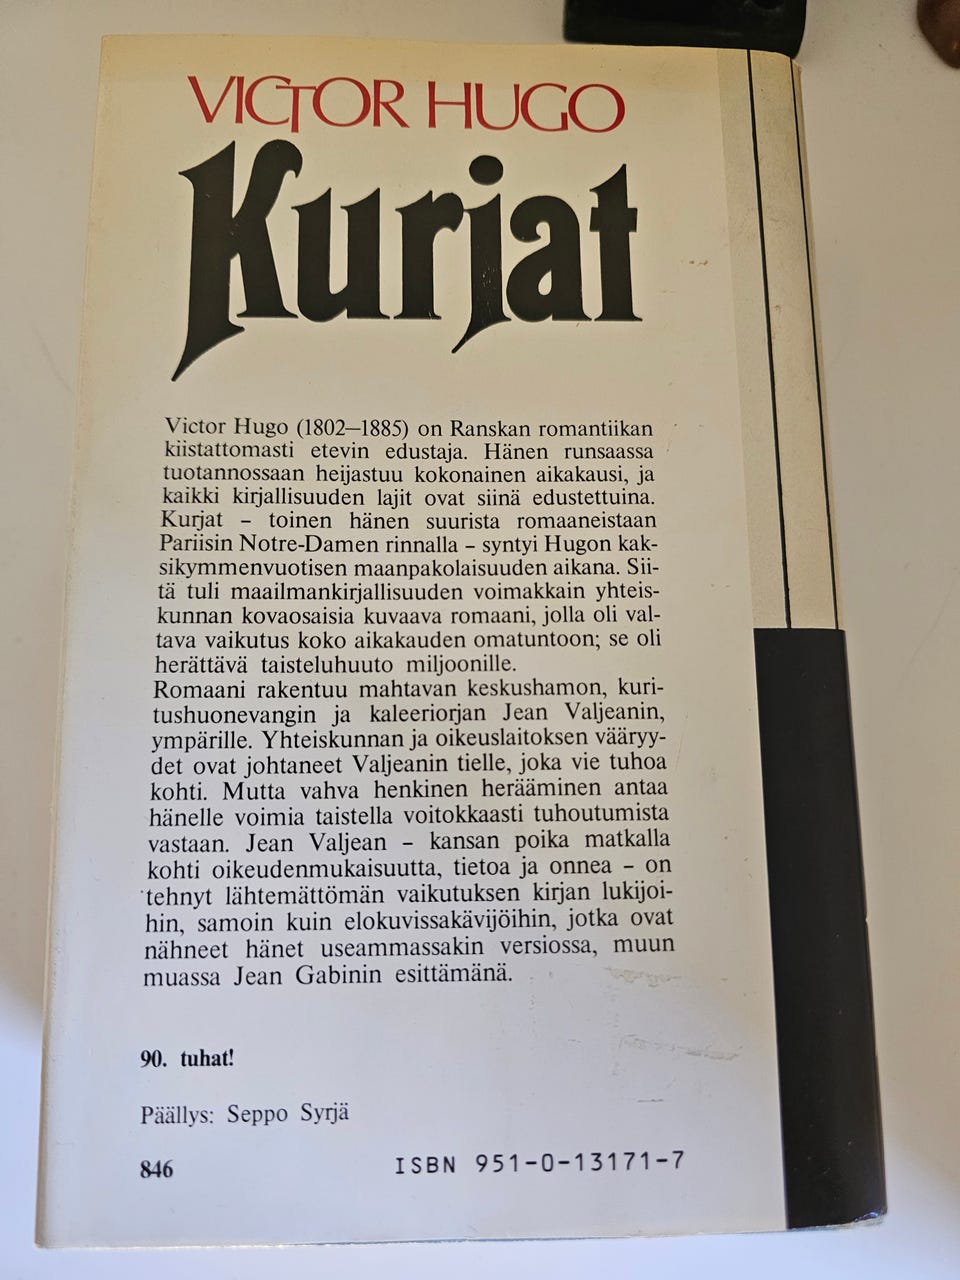 VICTOR HUGO
Kurjat
Victor Hugo (1802—1885) on Ranskan romantiikan
kiistattomasti etevin edustaja. Hänen runsaassa
tuotannossaan heijastuu kokonainen aikakausi, ja
kaikki kirjallisuuden lajit ovat siinä edustettuina.
Kurjat – toinen hänen suurista romaaneistaan
Pariisin Notre-Damen rinnalla – syntyi Hugon kak-
sikymmenvuotisen maanpakolaisuuden aikana. Sii-
tä tuli maailmankirjallisuuden voimakkain yhteis-
kunnan kovaosaisia kuvaava romaani, jolla oli val-
tava vaikutus koko aikakauden omatuntoon; se oli
herättävä taisteluhuuto miljoonille.
Romaani rakentuu mahtavan keskushamon, kuri-
tushuonevangin ja kaleeriorjan Jean Valjeanin,
ympärille. Yhteiskunnan ja oikeuslaitoksen vääryy-
det ovat johtaneet Valjeanin tielle, joka vie tuhoa
kohti. Mutta vahva henkinen herääminen antaa
hänelle voimia taistella voitokkaasti tuhoutumista
vastaan. Jean Valjean – kansan poika matkalla
kohti oikeudenmukaisuutta, tietoa ja onnea – on
tehnyt lähtemättömän vaikutuksen kirjan lukijoi-
hin, samoin kuin elokuvissakävijöihin, jotka ovat
nähneet hänet useammassakin versiossa, muun
muassa Jean Gabinin esittämänä.
90. tuhat!
Päällys: Seppo Syrjä
846
ISBN 951-0-13171-7